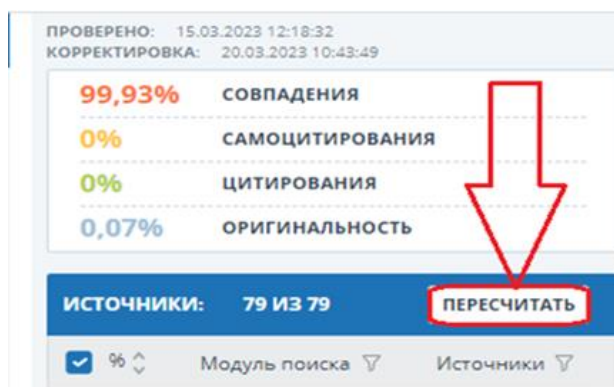 ПРОВЕРЕНО: 15.03.2023 12:18:32
КОРРЕКТИРОВКА: 20.03.2023 10:43:49
99,93% СОВПАДЕНИЯ
0% САМОЦИТИРОВАНИЯ
0% ЦИТИРОВАНИЯ
0,07% ОРИГИНАЛЬНОСТЬ
ИСТОЧНИКИ: 79 ИЗ 79 ПЕРЕСЧИТАТЬ
% Модуль поиска Источники